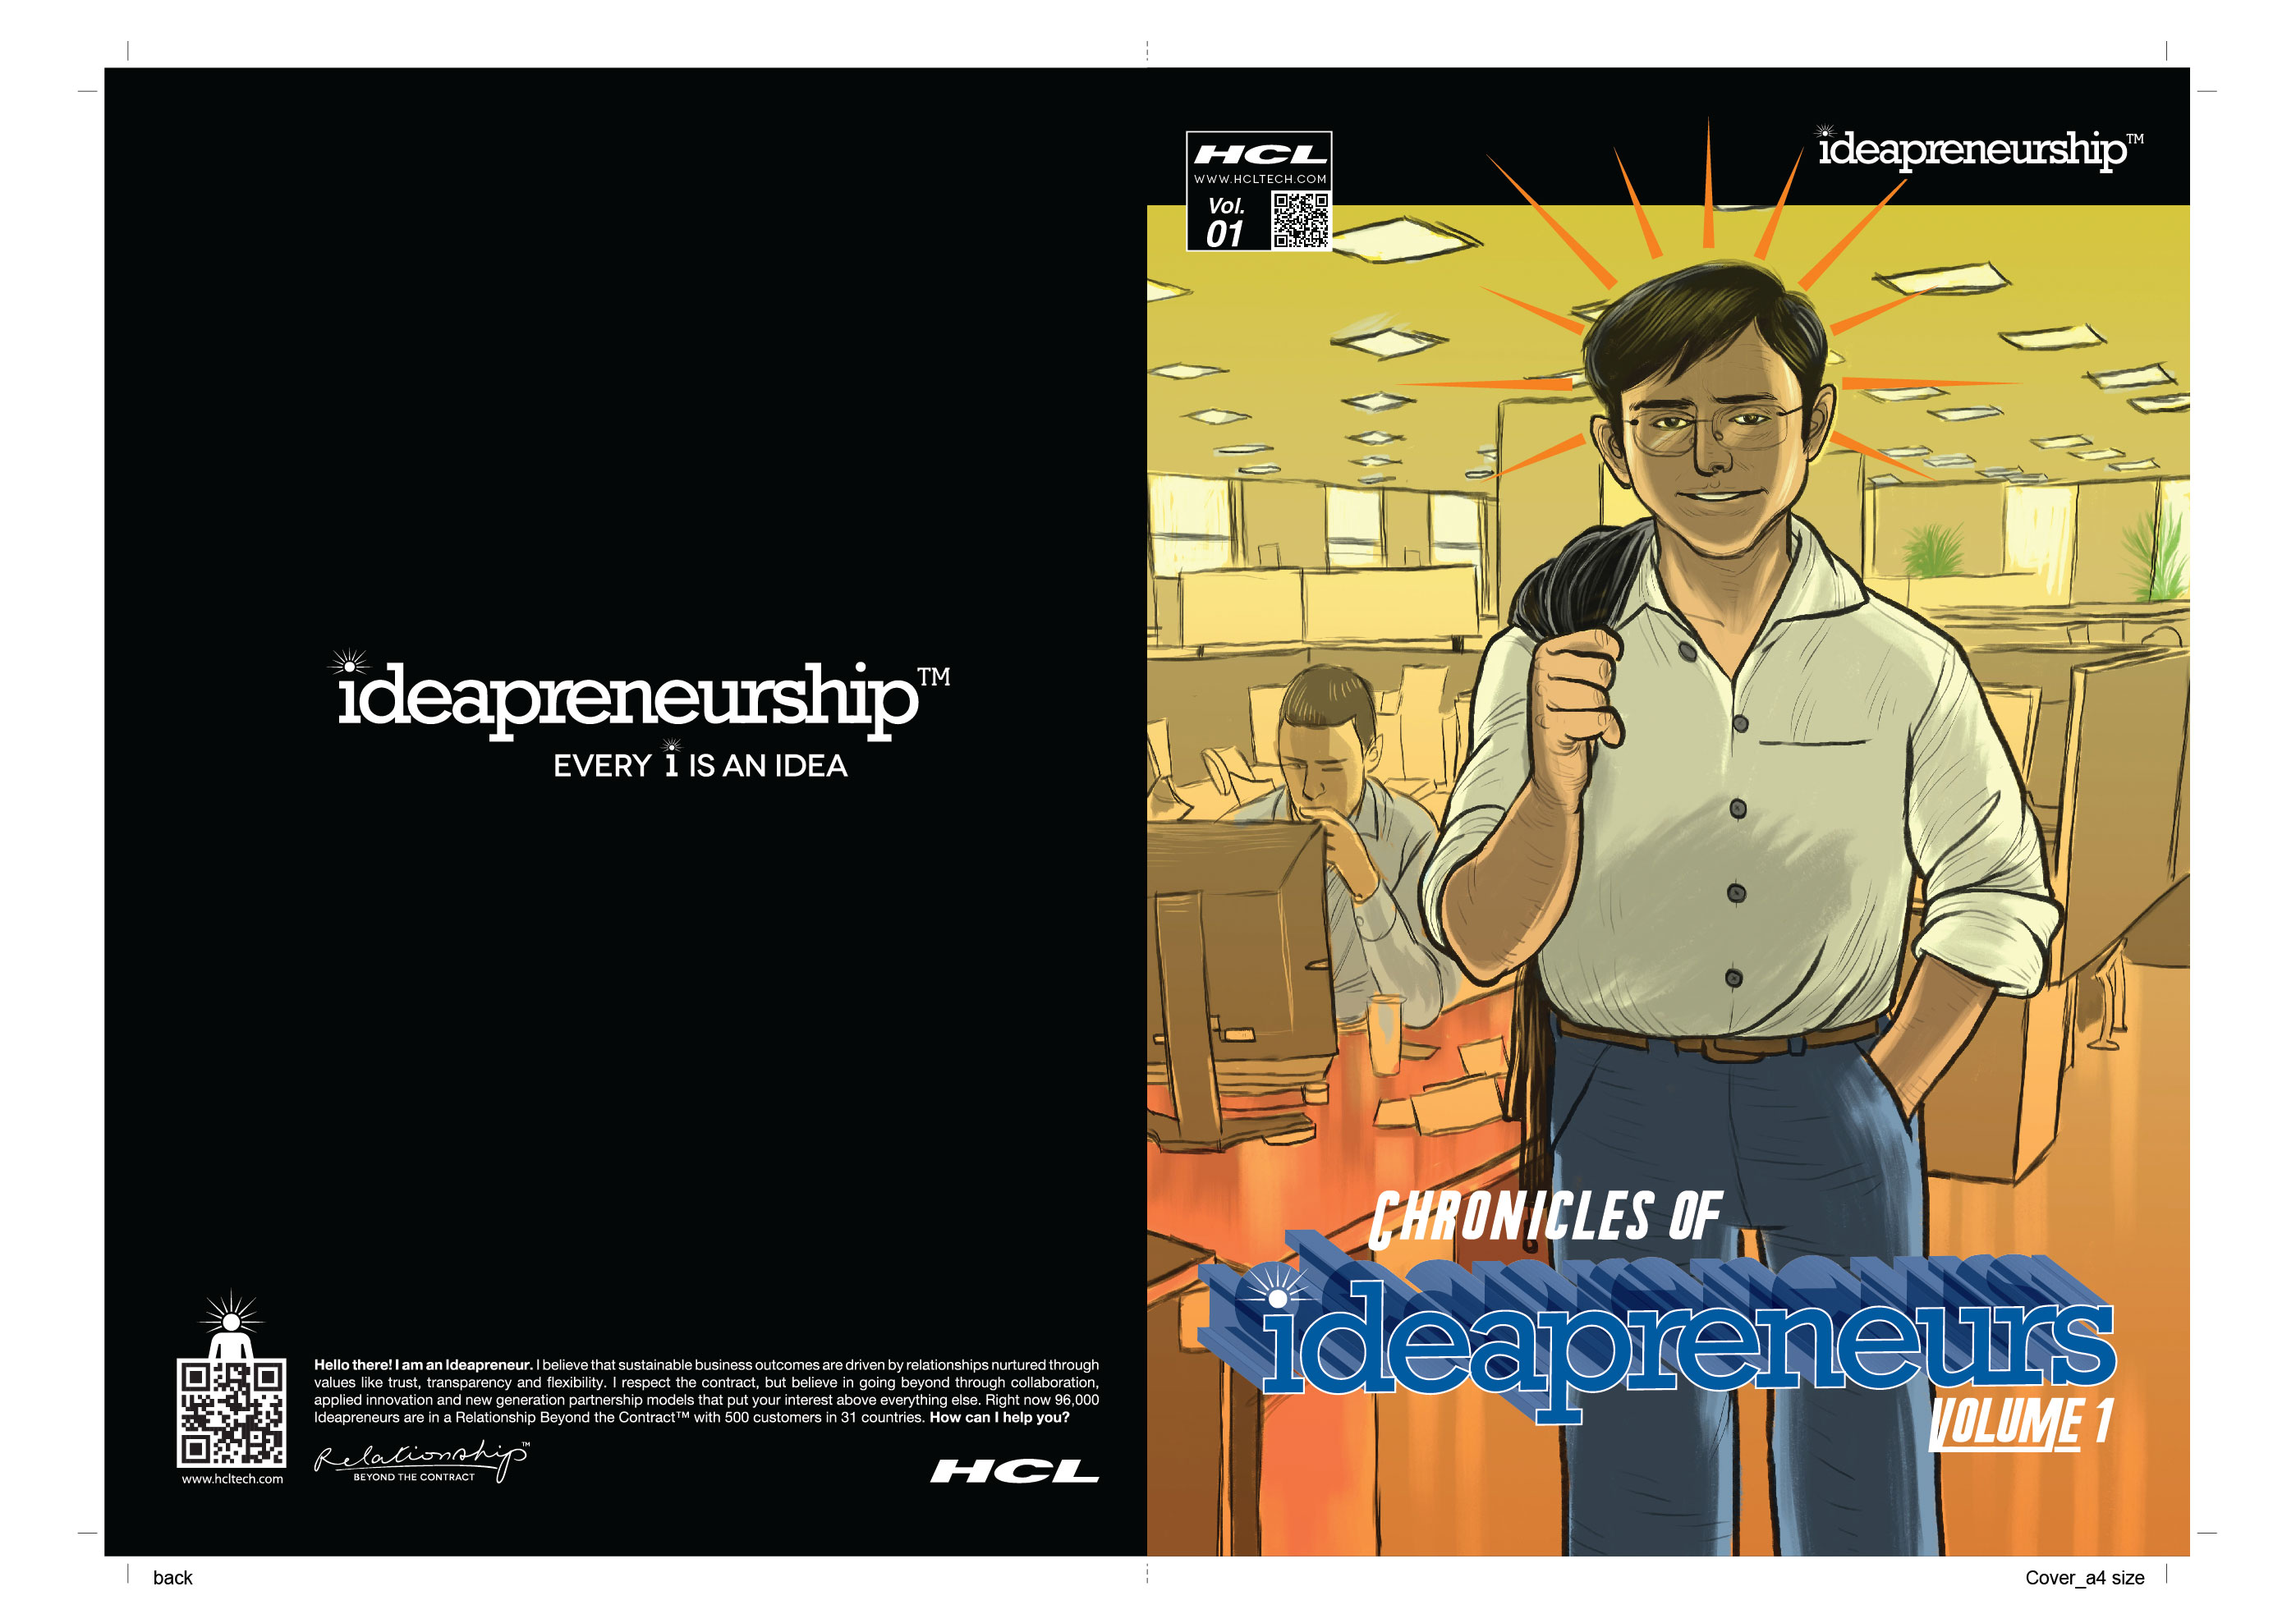 ideapreneurship™
EVERY i IS AN IDEA
Hello there! I am an Ideapreneur. I believe that sustainable business outcomes are driven by relationships nurtured through
values like trust, transparency and flexibility. I respect the contract, but believe in going beyond through collaboration,
applied innovation and new generation partnership models that put your interest above everything else. Right now 96,000
Ideapreneurs are in a Relationship Beyond the Contract™ with 500 customers in 31 countries. How can I help you?
Relationship™
BEYOND THE CONTRACT
www.hcltech.com
HCL
back
HCL
WWW.HCLTECH.COM
Vol.
01
ideapreneurship™
CHRONICLES OF
ideapreneurs
VOLUME 1
Cover_a4 size